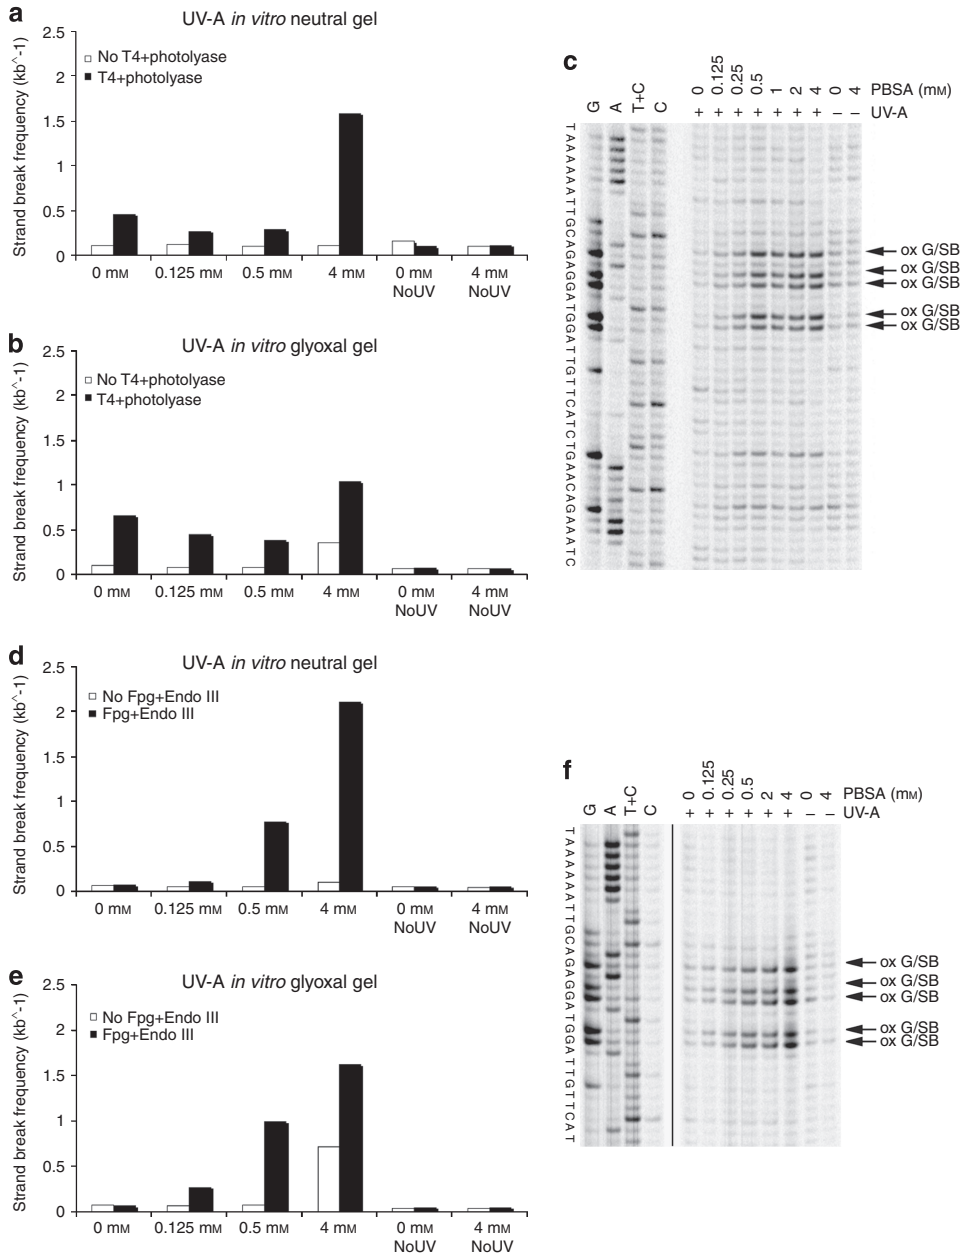 a
UV-A in vitro neutral gel
Strand break frequency (kb^-1)
2.5
2
1.5
1
0.5
0
No T4+photolyase
T4+photolyase
0 mM
0.125 mM
0.5 mM
4 mM
0 mM NoUV
4 mM NoUV
b
UV-A in vitro glyoxal gel
Strand break frequency (kb^-1)
2.5
2
1.5
1
0.5
0
No T4+photolyase
T4+photolyase
0 mM
0.125 mM
0.5 mM
4 mM
0 mM NoUV
4 mM NoUV
c
G A T+C C
0 0.125 0.25 0.5 1 2 4 0 4 PBSA (mM)
+ + + + + + + – – UV-A
TAAAAAATTGCAGAGGATGGATTGTTCATCTGAACAGAAATC
ox G/SB
ox G/SB
ox G/SB
ox G/SB
ox G/SB
d
UV-A in vitro neutral gel
Strand break frequency (kb^-1)
2.5
2
1.5
1
0.5
0
No Fpg+Endo III
Fpg+Endo III
0 mM
0.125 mM
0.5 mM
4 mM
0 mM NoUV
4 mM NoUV
e
UV-A in vitro glyoxal gel
Strand break frequency (kb^-1)
2.5
2
1.5
1
0.5
0
No Fpg+Endo III
Fpg+Endo III
0 mM
0.125 mM
0.5 mM
4 mM
0 mM NoUV
4 mM NoUV
f
G A T+C C
0 0.125 0.25 0.5 2 4 0 4 PBSA (mM)
+ + + + + + – – UV-A
TAAAAAATTGCAGAGGATGGATTGTTCAT
ox G/SB
ox G/SB
ox G/SB
ox G/SB
ox G/SB